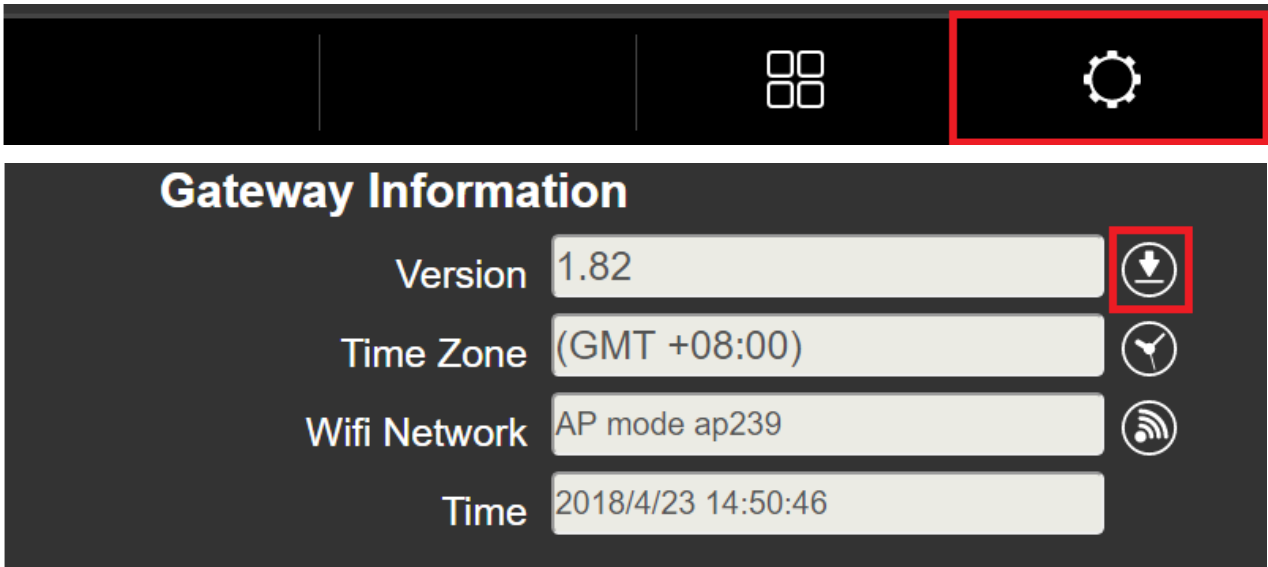 Gateway Information
Version 1.82
Time Zone (GMT +08:00)
Wifi Network AP mode ap239
Time 2018/4/23 14:50:46